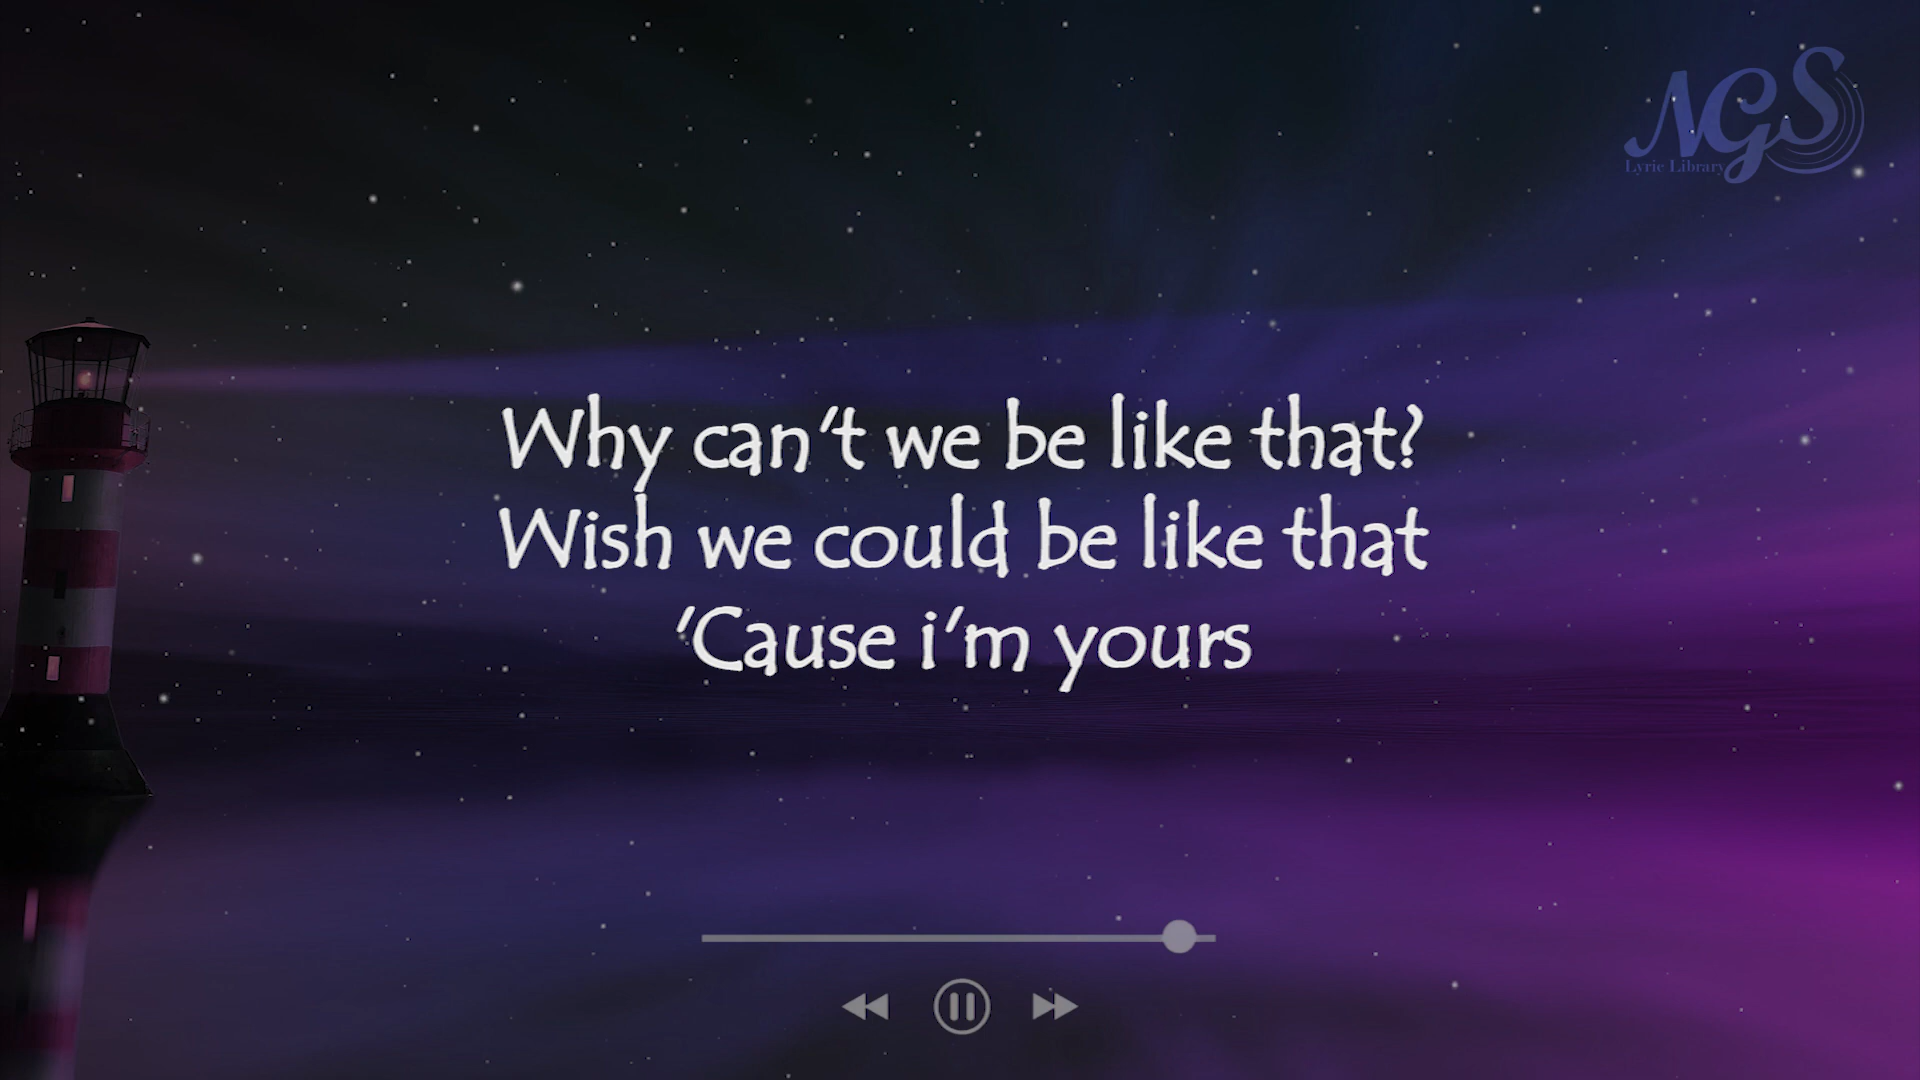 NGS
Lyric Library
Why can't we be like that?
Wish we could be like that
'Cause i'm yours